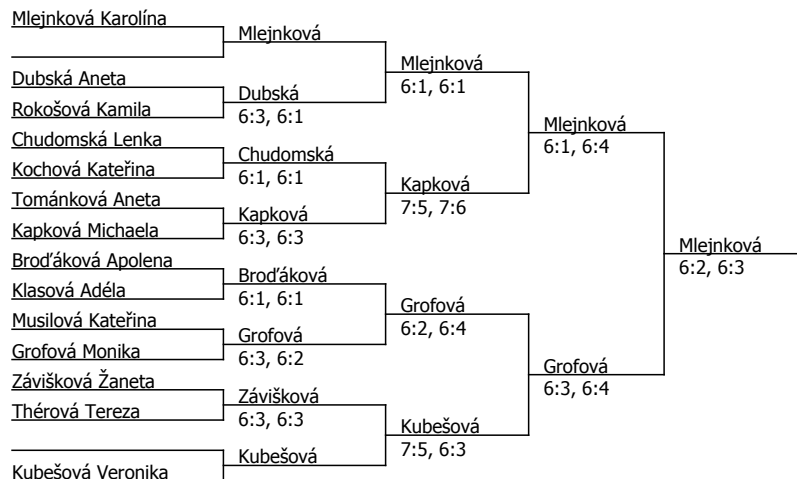 Mlejnková Karolína
Mlejnková
Mlejnková
6:1, 6:1
Dubská Aneta
Dubská
6:3, 6:1
Rokošová Kamila
Mlejnková
6:1, 6:4
Chudomská Lenka
Chudomská
6:1, 6:1
Kochová Kateřina
Kapková
7:5, 7:6
Tománková Aneta
Kapková
6:3, 6:3
Kapková Michaela
Mlejnková
6:2, 6:3
Broďáková Apolena
Broďáková
6:1, 6:1
Klasová Adéla
Grofová
6:2, 6:4
Musilová Kateřina
Grofová
6:3, 6:2
Grofová Monika
Grofová
6:3, 6:4
Závišková Žaneta
Závišková
6:3, 6:3
Thérová Tereza
Kubešová
7:5, 6:3
Kubešová
Kubešová Veronika